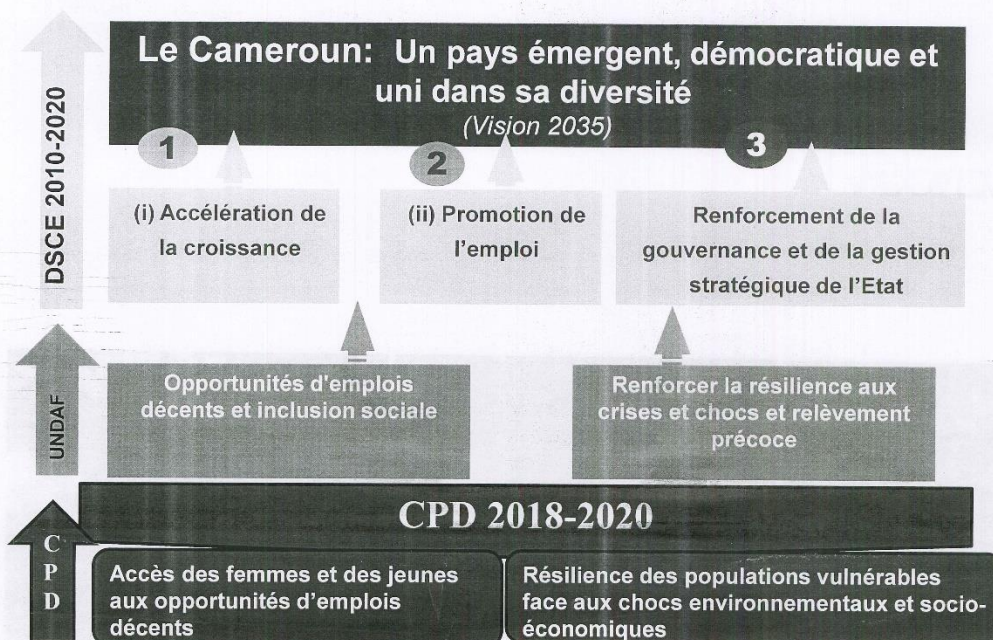 Le Cameroun: Un pays émergent, démocratique et
uni dans sa diversité
(Vision 2035)
DSCE 2010-2020
1
2
3
(i) Accélération de
la croissance
(ii) Promotion de
l'emploi
Renforcement de la
gouvernance et de la gestion
stratégique de l'Etat
UNDAF
Opportunités d'emplois
décents et inclusion sociale
Renforcer la résilience aux
crises et chocs et relèvement
précoce
CPD 2018-2020
C
P
D
Accès des femmes et des jeunes
aux opportunités d'emplois
décents
Résilience des populations vulnérables
face aux chocs environnementaux et socio-
économiques